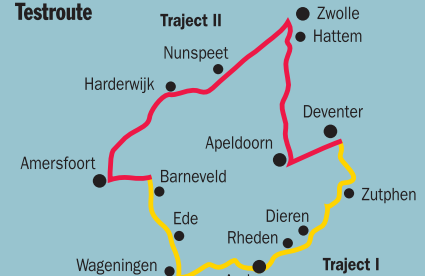 Testroute
Traject II
Zwolle
Hattem
Nunspeet
Harderwijk
Deventer
Apeldoorn
Amersfoort
Barneveld
Zutphen
Ede
Dieren
Rheden
Wageningen
Traject I